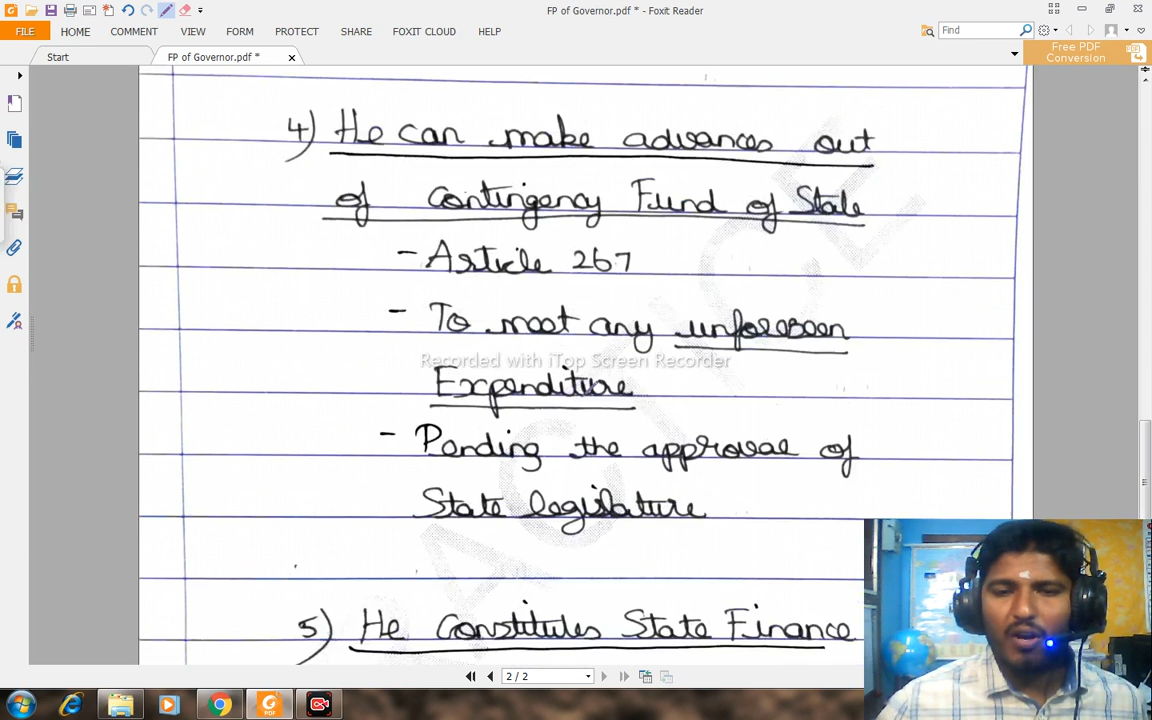 FP of Governor.pdf * - Foxit Reader
FILE HOME COMMENT VIEW FORM PROTECT SHARE FOXIT CLOUD HELP
Find
Start FP of Governor.pdf *
Free PDF
Conversion
4) He can make advances out
of Contingency Fund of State
- Article 267
- To meet any unforeseen
Recorded with iTop Screen Recorder
Expenditure
- Pending the approval of
State legislature
5) He Constitutes State Finance
2 / 2